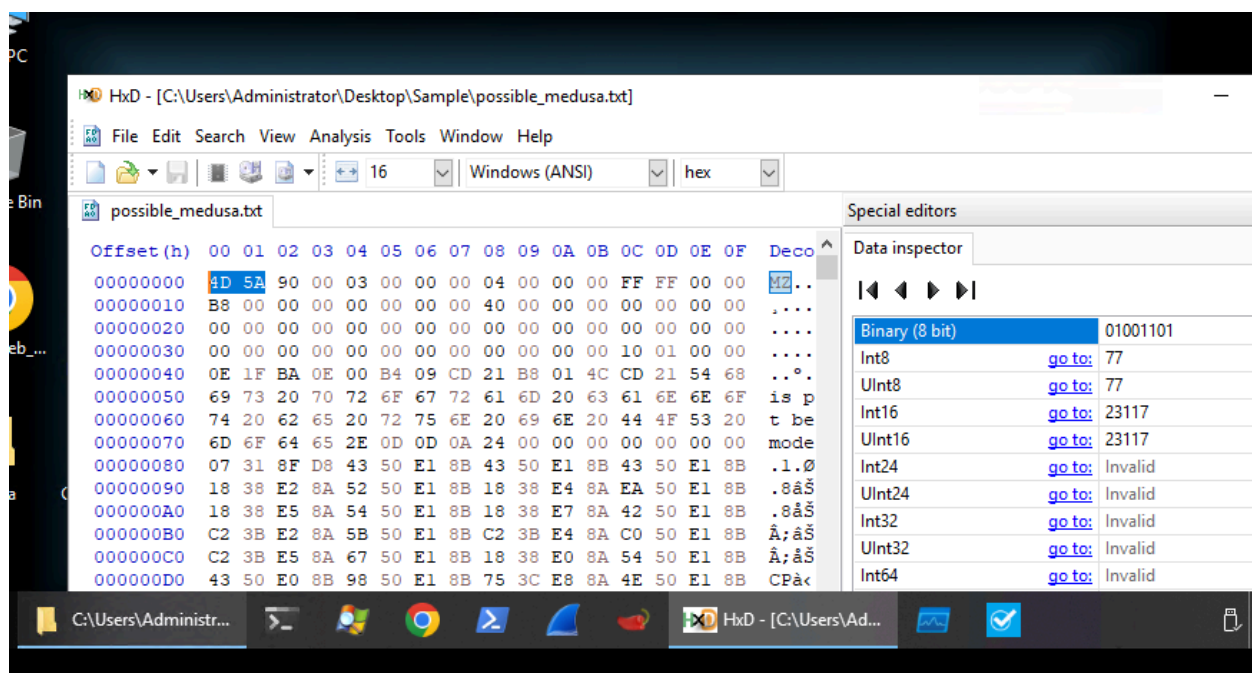 PC
HxD - [C:\Users\Administrator\Desktop\Sample\possible_medusa.txt]
File Edit Search View Analysis Tools Window Help
16 Windows (ANSI) hex
e Bin
possible_medusa.txt
Special editors
Offset(h) 00 01 02 03 04 05 06 07 08 09 0A 0B 0C 0D 0E 0F Deco
Data inspector
00000000 4D 5A 90 00 03 00 00 00 04 00 00 00 FF FF 00 00 MZ..
00000010 B8 00 00 00 00 00 00 00 40 00 00 00 00 00 00 00 ¸...
00000020 00 00 00 00 00 00 00 00 00 00 00 00 00 00 00 00 ....
00000030 00 00 00 00 00 00 00 00 00 00 00 00 10 01 00 00 ....
00000040 0E 1F BA 0E 00 B4 09 CD 21 B8 01 4C CD 21 54 68 ..º.
00000050 69 73 20 70 72 6F 67 72 61 6D 20 63 61 6E 6E 6F is p
00000060 74 20 62 65 20 72 75 6E 20 69 6E 20 44 4F 53 20 t be
00000070 6D 6F 64 65 2E 0D 0D 0A 24 00 00 00 00 00 00 00 mode
00000080 07 31 8F D8 43 50 E1 8B 43 50 E1 8B 43 50 E1 8B .1.Ø
00000090 18 38 E2 8A 52 50 E1 8B 18 38 E4 8A EA 50 E1 8B .8âŠ
000000A0 18 38 E5 8A 54 50 E1 8B 18 38 E7 8A 42 50 E1 8B .8åŠ
000000B0 C2 3B E2 8A 5B 50 E1 8B C2 3B E4 8A C0 50 E1 8B Â;âŠ
000000C0 C2 3B E5 8A 67 50 E1 8B 18 38 E0 8A 54 50 E1 8B Â;åŠ
000000D0 43 50 E0 8B 98 50 E1 8B 75 3C E8 8A 4E 50 E1 8B CPà‹
Binary (8 bit) 01001101
Int8 go to: 77
UInt8 go to: 77
Int16 go to: 23117
UInt16 go to: 23117
Int24 go to: Invalid
UInt24 go to: Invalid
Int32 go to: Invalid
UInt32 go to: Invalid
Int64 go to: Invalid
eb_...
a
C:\Users\Administr...
HxD - [C:\Users\Ad...